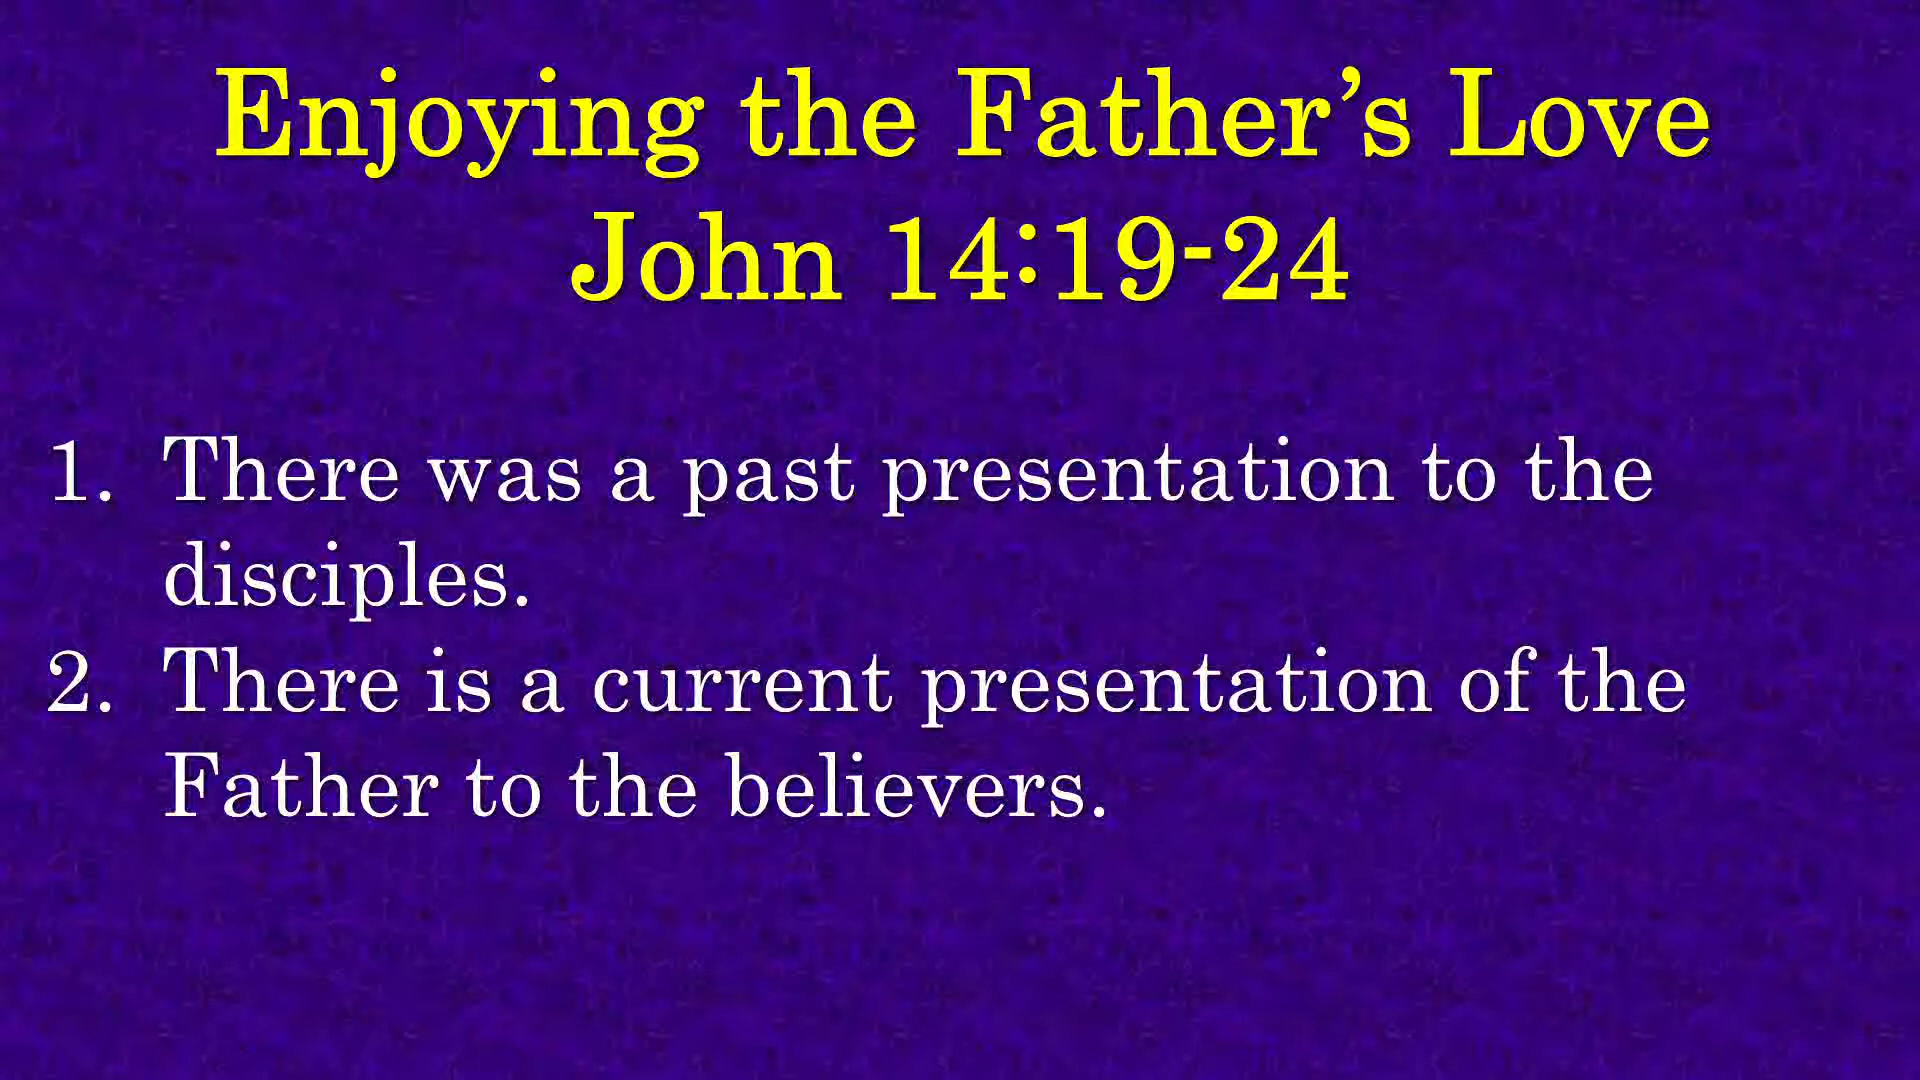 Enjoying the Father’s Love
John 14:19-24
1. There was a past presentation to the
disciples.
2. There is a current presentation of the
Father to the believers.